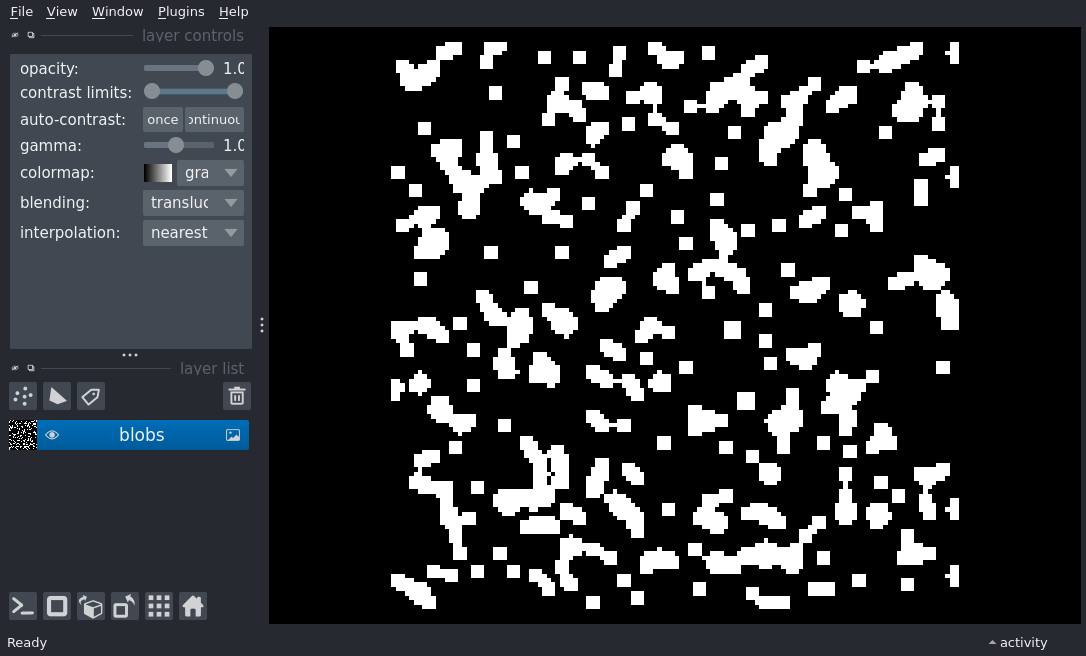 File View Window Plugins Help
layer controls
opacity: 1.0
contrast limits:
auto-contrast: once ontinuou
gamma: 1.0
colormap: gra
blending: transluc
interpolation: nearest
layer list
blobs
Ready
activity